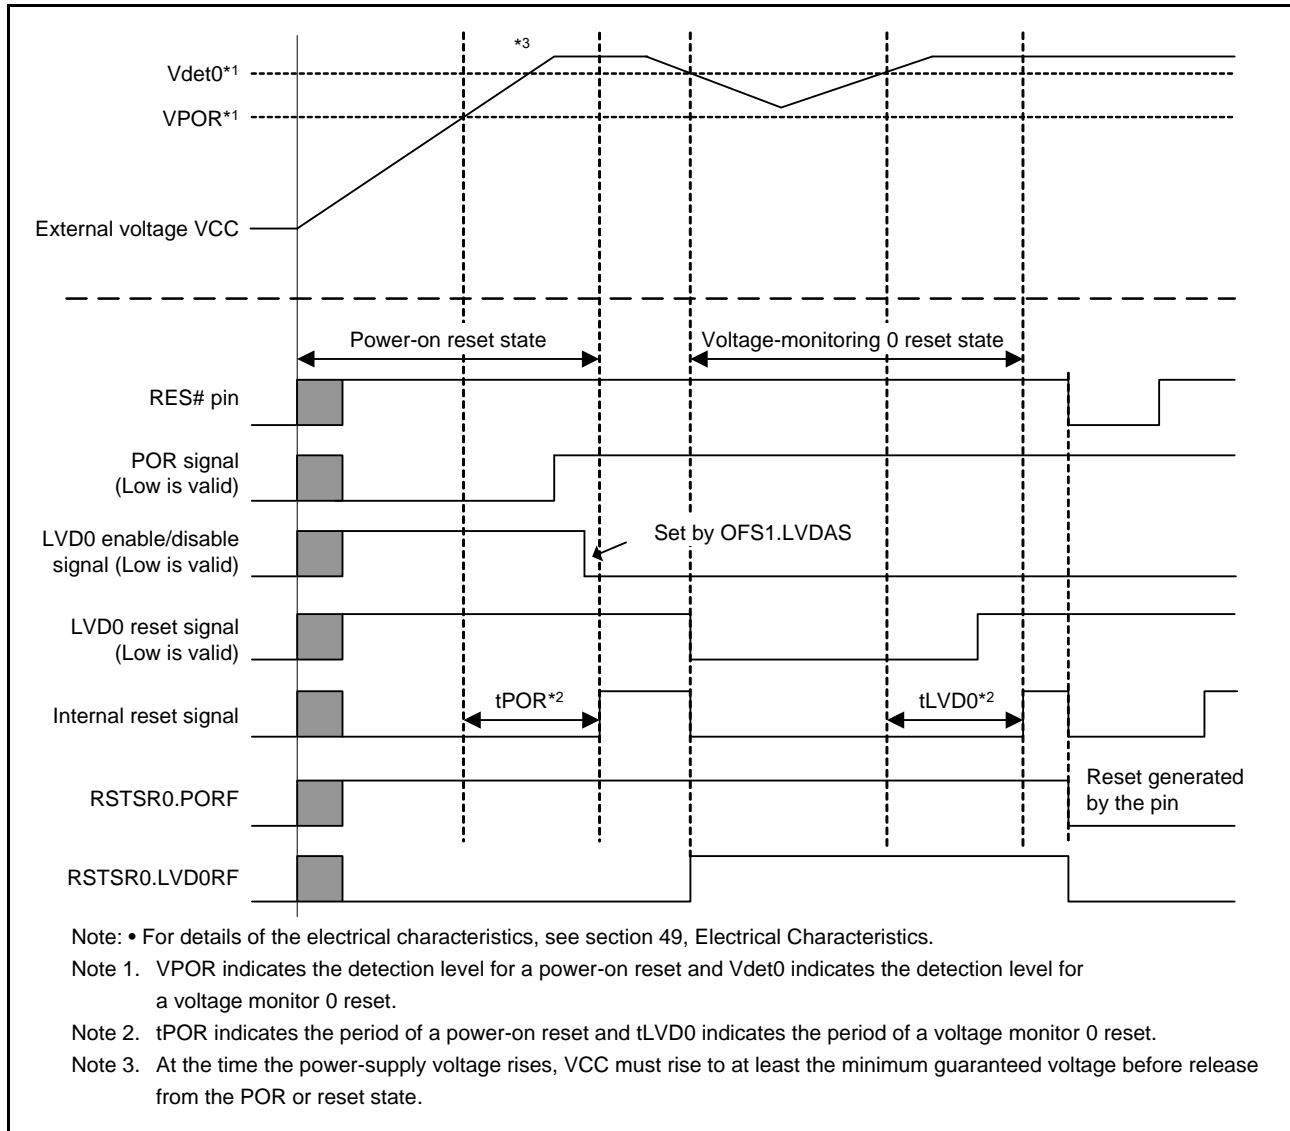 *3
Vdet0*1
VPOR*1
External voltage VCC
Power-on reset state
Voltage-monitoring 0 reset state
RES# pin
POR signal
(Low is valid)
LVD0 enable/disable
signal (Low is valid)
Set by OFS1.LVDAS
LVD0 reset signal
(Low is valid)
tPOR*2
tLVD0*2
Internal reset signal
RSTSR0.PORF
Reset generated
by the pin
RSTSR0.LVD0RF
Note: • For details of the electrical characteristics, see section 49, Electrical Characteristics.
Note 1. VPOR indicates the detection level for a power-on reset and Vdet0 indicates the detection level for
a voltage monitor 0 reset.
Note 2. tPOR indicates the period of a power-on reset and tLVD0 indicates the period of a voltage monitor 0 reset.
Note 3. At the time the power-supply voltage rises, VCC must rise to at least the minimum guaranteed voltage before release
from the POR or reset state.